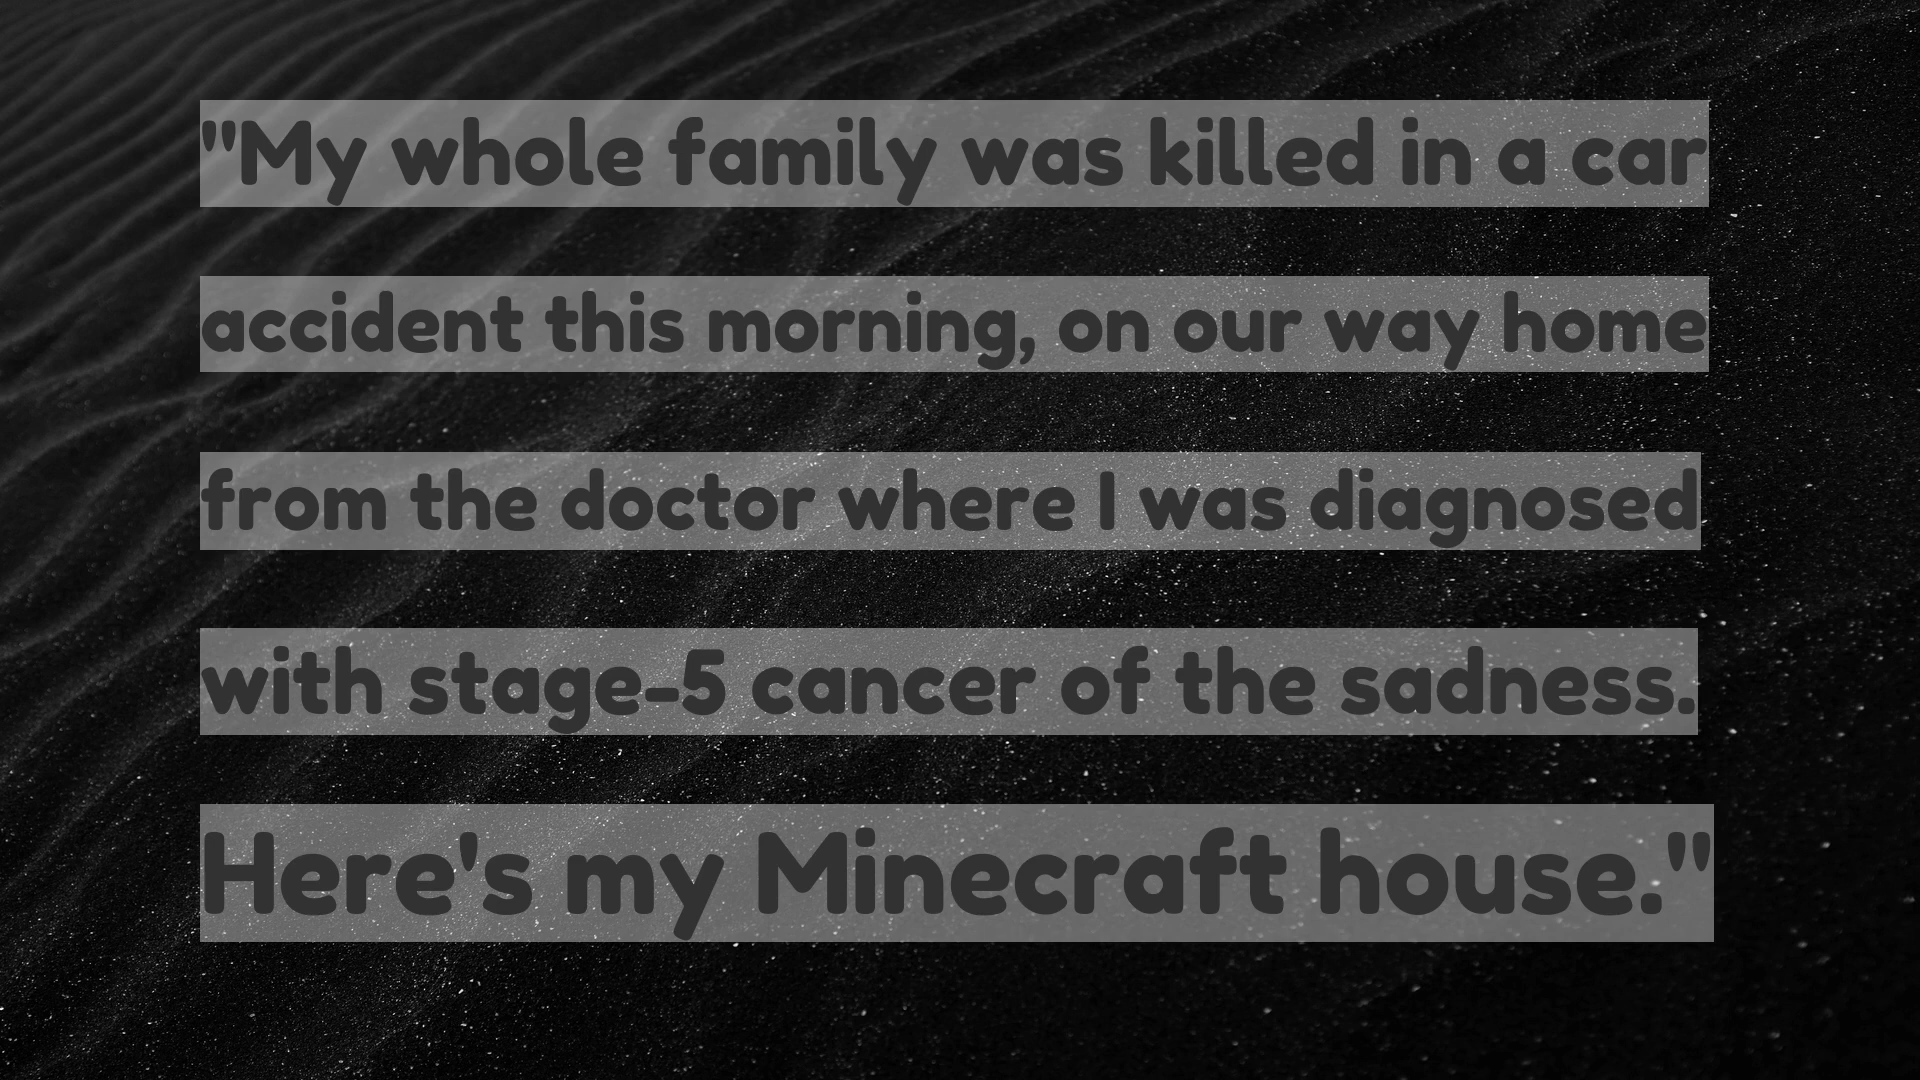 "My whole family was killed in a car
accident this morning, on our way home
from the doctor where I was diagnosed
with stage-5 cancer of the sadness.
Here's my Minecraft house."